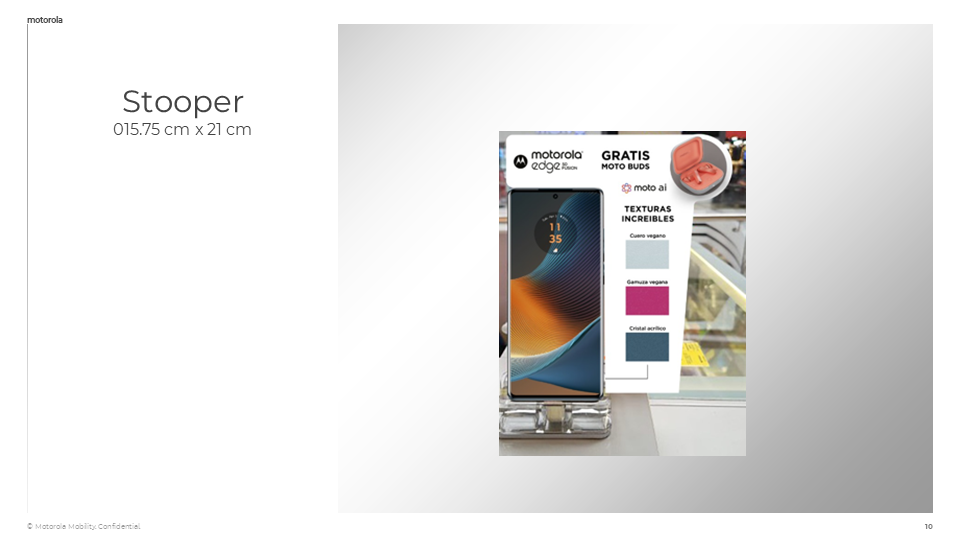 motorola
Stooper
015.75 cm x 21 cm
motorola
edge 50 FUSION
GRATIS
MOTO BUDS
moto ai
TEXTURAS
INCREIBLES
Cuero vegano
Gamuza vegana
Cristal acrílico
11
35
© Motorola Mobility. Confidential.
10